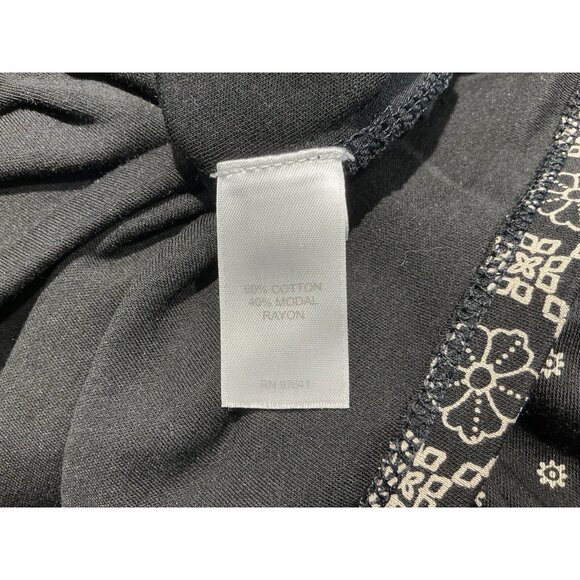 60% COTTON
40% MODAL
RAYON
RN 97641